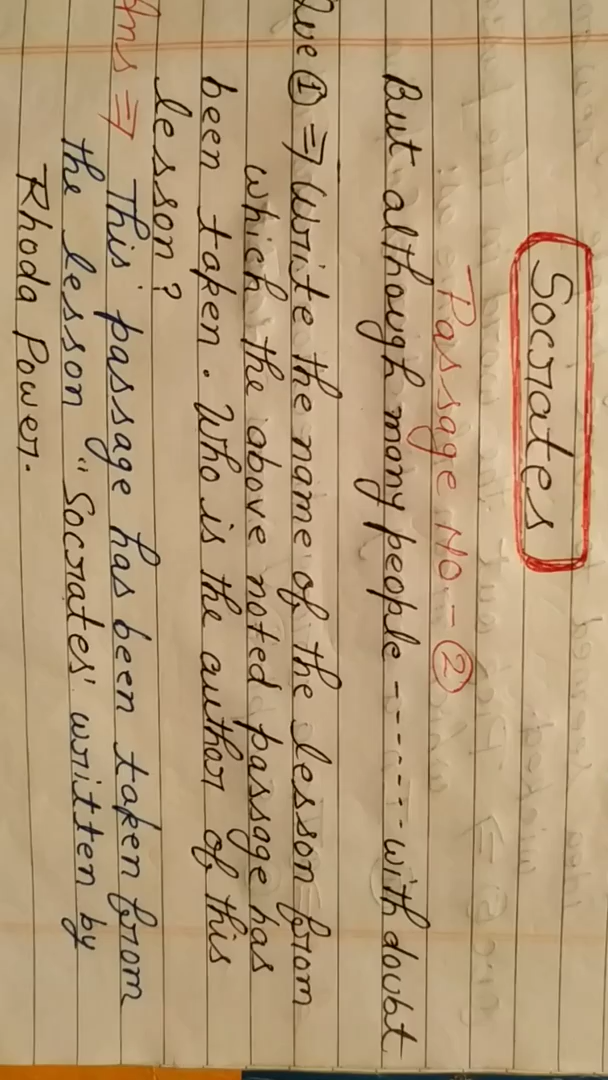 Socrates
Passage No. - ②
But although many people ------- with doubt
Que ① ⇒ Write the name of the lesson from
which the above noted passage has
been taken. Who is the author of this
lesson?
Ans ⇒ This passage has been taken from
the lesson "Socrates' written by
Rhoda Power.